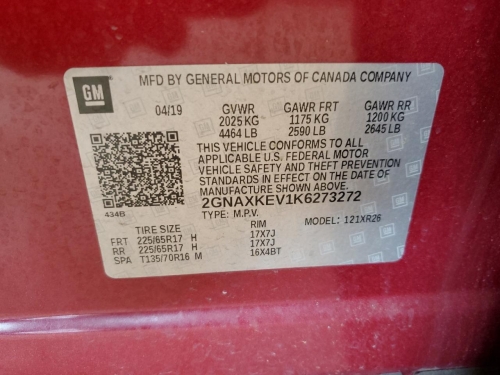 GM
MFD BY GENERAL MOTORS OF CANADA COMPANY
04/19 GVWR GAWR FRT GAWR RR
2025 KG 1175 KG 1200 KG
4464 LB 2590 LB 2645 LB
THIS VEHICLE CONFORMS TO ALL
APPLICABLE U.S. FEDERAL MOTOR
VEHICLE SAFETY AND THEFT PREVENTION
STANDARDS IN EFFECT ON THE DATE OF
MANUFACTURE SHOWN ABOVE.
434B 2GNAXKEV1K6273272
TYPE: M.P.V. MODEL: 121XR26
TIRE SIZE RIM
FRT 225/65R17 H 17X7J
RR 225/65R17 H 17X7J
SPA T135/70R16 M 16X4BT